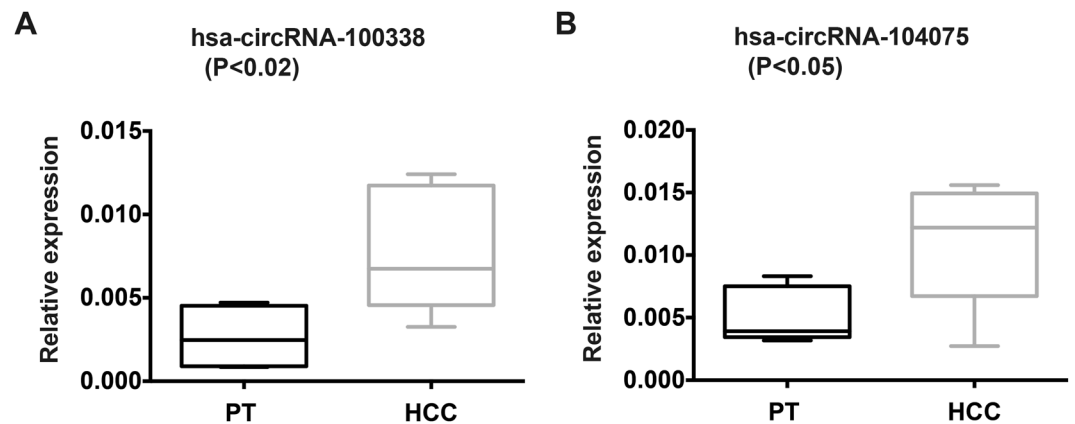 A
hsa-circRNA-100338
(P<0.02)
Relative expression
0.015
0.010
0.005
0.000
PT
HCC
B
hsa-circRNA-104075
(P<0.05)
Relative expression
0.020
0.015
0.010
0.005
0.000
PT
HCC